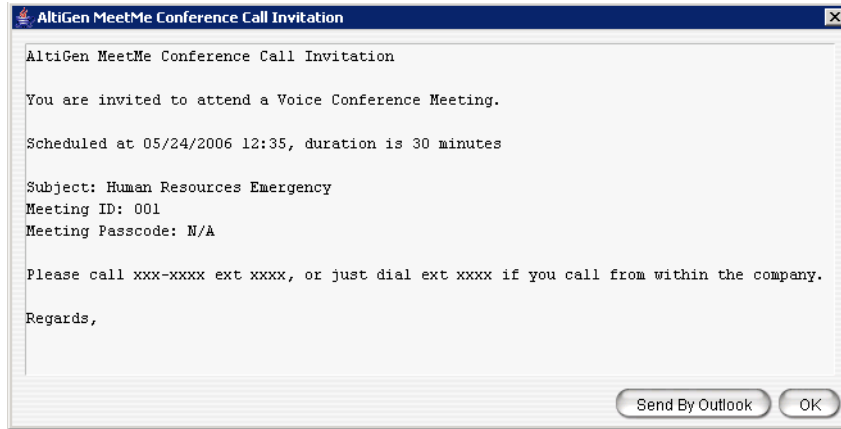 AltiGen MeetMe Conference Call Invitation
AltiGen MeetMe Conference Call Invitation
You are invited to attend a Voice Conference Meeting.
Scheduled at 05/24/2006 12:35, duration is 30 minutes
Subject: Human Resources Emergency
Meeting ID: 001
Meeting Passcode: N/A
Please call xxx-xxxx ext xxxx, or just dial ext xxxx if you call from within the company.
Regards,
Send By Outlook OK